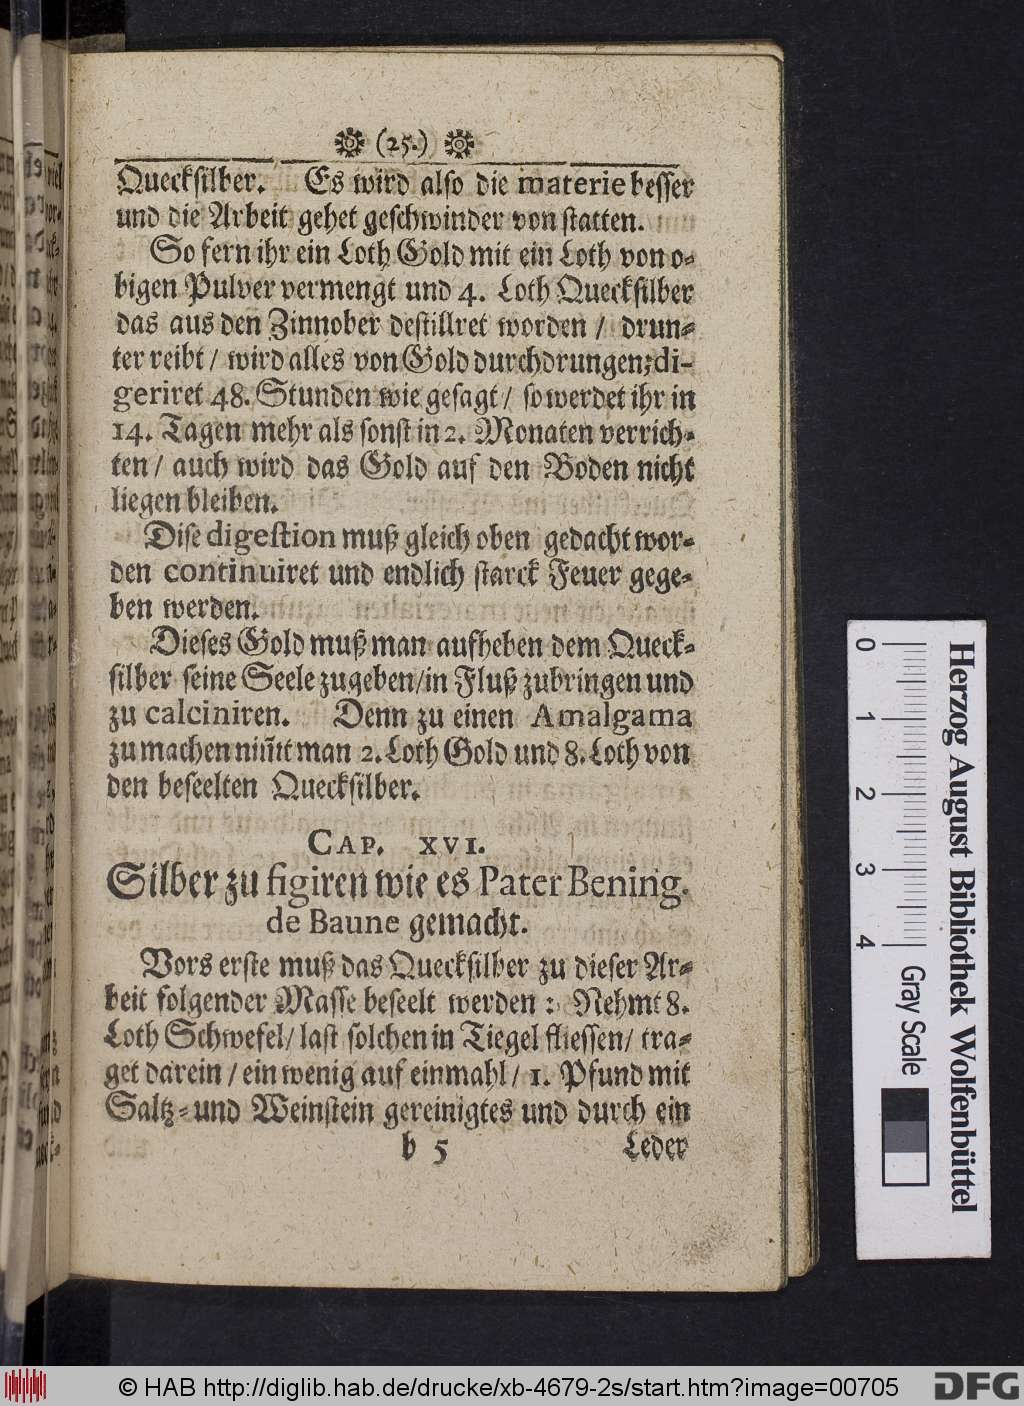 (25.)
Quecksilber. Es wird also die materie besser
und die Arbeit gehet geschwinder von statten.
So fern ihr ein Loth Gold mit ein Loth von o-
bigen Pulver vermengt und 4. Loth Quecksilber
das aus den Zinnober destillret worden / drun-
ter reibt / wird alles von Gold durchdrungen; di-
geriret 48. Stunden wie gesagt / so werdet ihr in
14. Tagen mehr als sonst in 2. Monaten verrich-
ten / auch wird das Gold auf den Boden nicht
liegen bleiben.
Dise digestion muß gleich oben gedacht wor-
den continuiret und endlich starck Feuer gege-
ben werden.
Dieses Gold muß man aufheben dem Queck-
silber seine Seele zugeben/in Fluß zubringen und
zu calciniren. Denn zu einen Amalgama
zu machen nim̃t man 2. Loth Gold und 8. Loth von
den beseelten Quecksilber.
CAP. XVI.
Silber zu figiren wie es Pater Bening.
de Baune gemacht.
Vors erste muß das Quecksilber zu dieser Ar-
beit folgender Masse beseelt werden: Nehmt 8.
Loth Schwefel/ last solchen in Tiegel fliessen/ tra-
get darein / ein wenig auf einmahl / 1. Pfund mit
Saltz- und Weinstein gereinigtes und durch ein
b 5 Leder
0 1 2 3 4
Gray Scale
Herzog August Bibliothek Wolfenbüttel
© HAB http://diglib.hab.de/drucke/xb-4679-2s/start.htm?image=00705
DFG